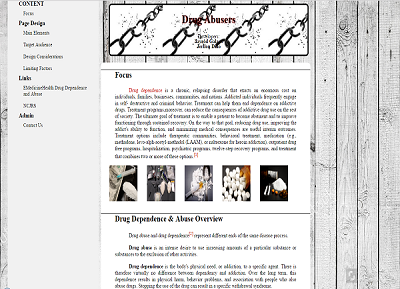 CONTENT
Focus
Page Design
Main Elements
Target Audience
Design Considerations
Limiting Factors
Links
EMedicineHealth Drug Dependence
and Abuse
NCJRS
Admin
Contact Us
Drug Abusers
Focus
Drug dependence is a chronic, relapsing disorder that exacts an enormous cost on
individuals, families, businesses, communities, and nations. Addicted individuals frequently engage
in self-destructive and criminal behavior. Treatment can help them end dependence on addictive
drugs. Treatment programs, moreover, can reduce the consequences of addictive drug use on the rest
of society. The ultimate goal of treatment is to enable a patient to become abstinent and to improve
functioning through sustained recovery. On the way to that goal, reducing drug use, improving the
addict's ability to function, and minimizing medical consequences are useful interim outcomes.
Treatment options include therapeutic communities, behavioral treatment, medication (e.g.,
methadone, levo-alph-acetyl-methadil (LAAM), or naltrexone for heroin addiction), outpatient drug
free programs, hospitalization, psychiatric programs, twelve-step recovery programs, and treatment
that combines two or more of these options.
Drug Dependence & Abuse Overview
Drug abuse and drug dependence represent different ends of the same disease process.
Drug abuse is an intense desire to use increasing amounts of a particular substance or
substances to the exclusion of other activities.
Drug dependence is the body's physical need, or addiction, to a specific agent. There is
therefore virtually no difference between dependency and addiction. Over the long term, this
dependence results in physical harm, behavior problems, and association with people who also
abuse drugs. Stopping the use of the drug can result in a specific withdrawal syndrome.